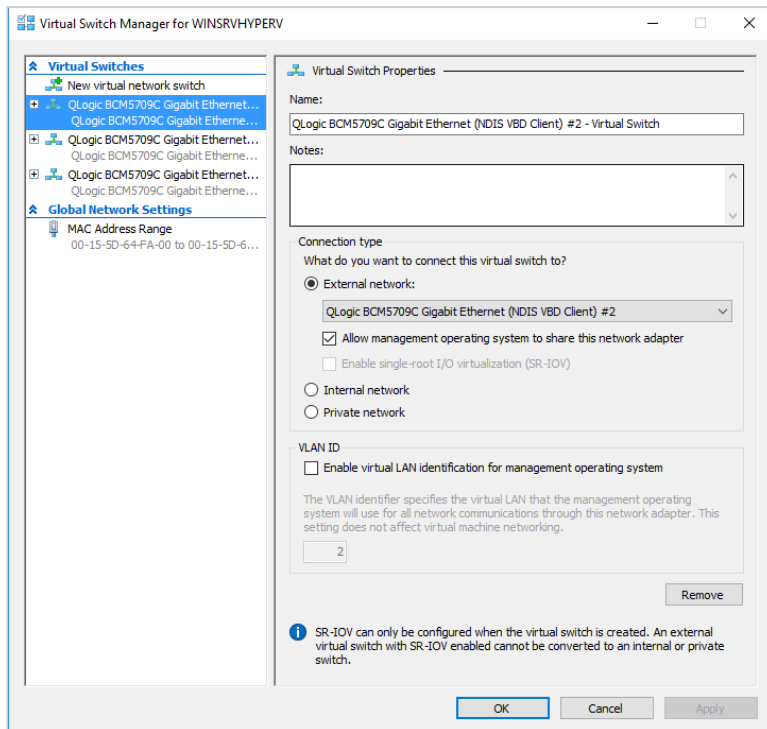 Virtual Switch Manager for WINSRVHYPERV
Virtual Switches
New virtual network switch
QLogic BCM5709C Gigabit Ethernet...
QLogic BCM5709C Gigabit Etherne...
QLogic BCM5709C Gigabit Ethernet...
QLogic BCM5709C Gigabit Etherne...
QLogic BCM5709C Gigabit Ethernet...
QLogic BCM5709C Gigabit Etherne...
Global Network Settings
MAC Address Range
00-15-5D-64-FA-00 to 00-15-5D-6...
Virtual Switch Properties
Name:
QLogic BCM5709C Gigabit Ethernet (NDIS VBD Client) #2 - Virtual Switch
Notes:
Connection type
What do you want to connect this virtual switch to?
External network:
QLogic BCM5709C Gigabit Ethernet (NDIS VBD Client) #2
Allow management operating system to share this network adapter
Enable single-root I/O virtualization (SR-IOV)
Internal network
Private network
VLAN ID
Enable virtual LAN identification for management operating system
The VLAN identifier specifies the virtual LAN that the management operating
system will use for all network communications through this network adapter. This
setting does not affect virtual machine networking.
2
Remove
SR-IOV can only be configured when the virtual switch is created. An external
virtual switch with SR-IOV enabled cannot be converted to an internal or private
switch.
OK
Cancel
Apply